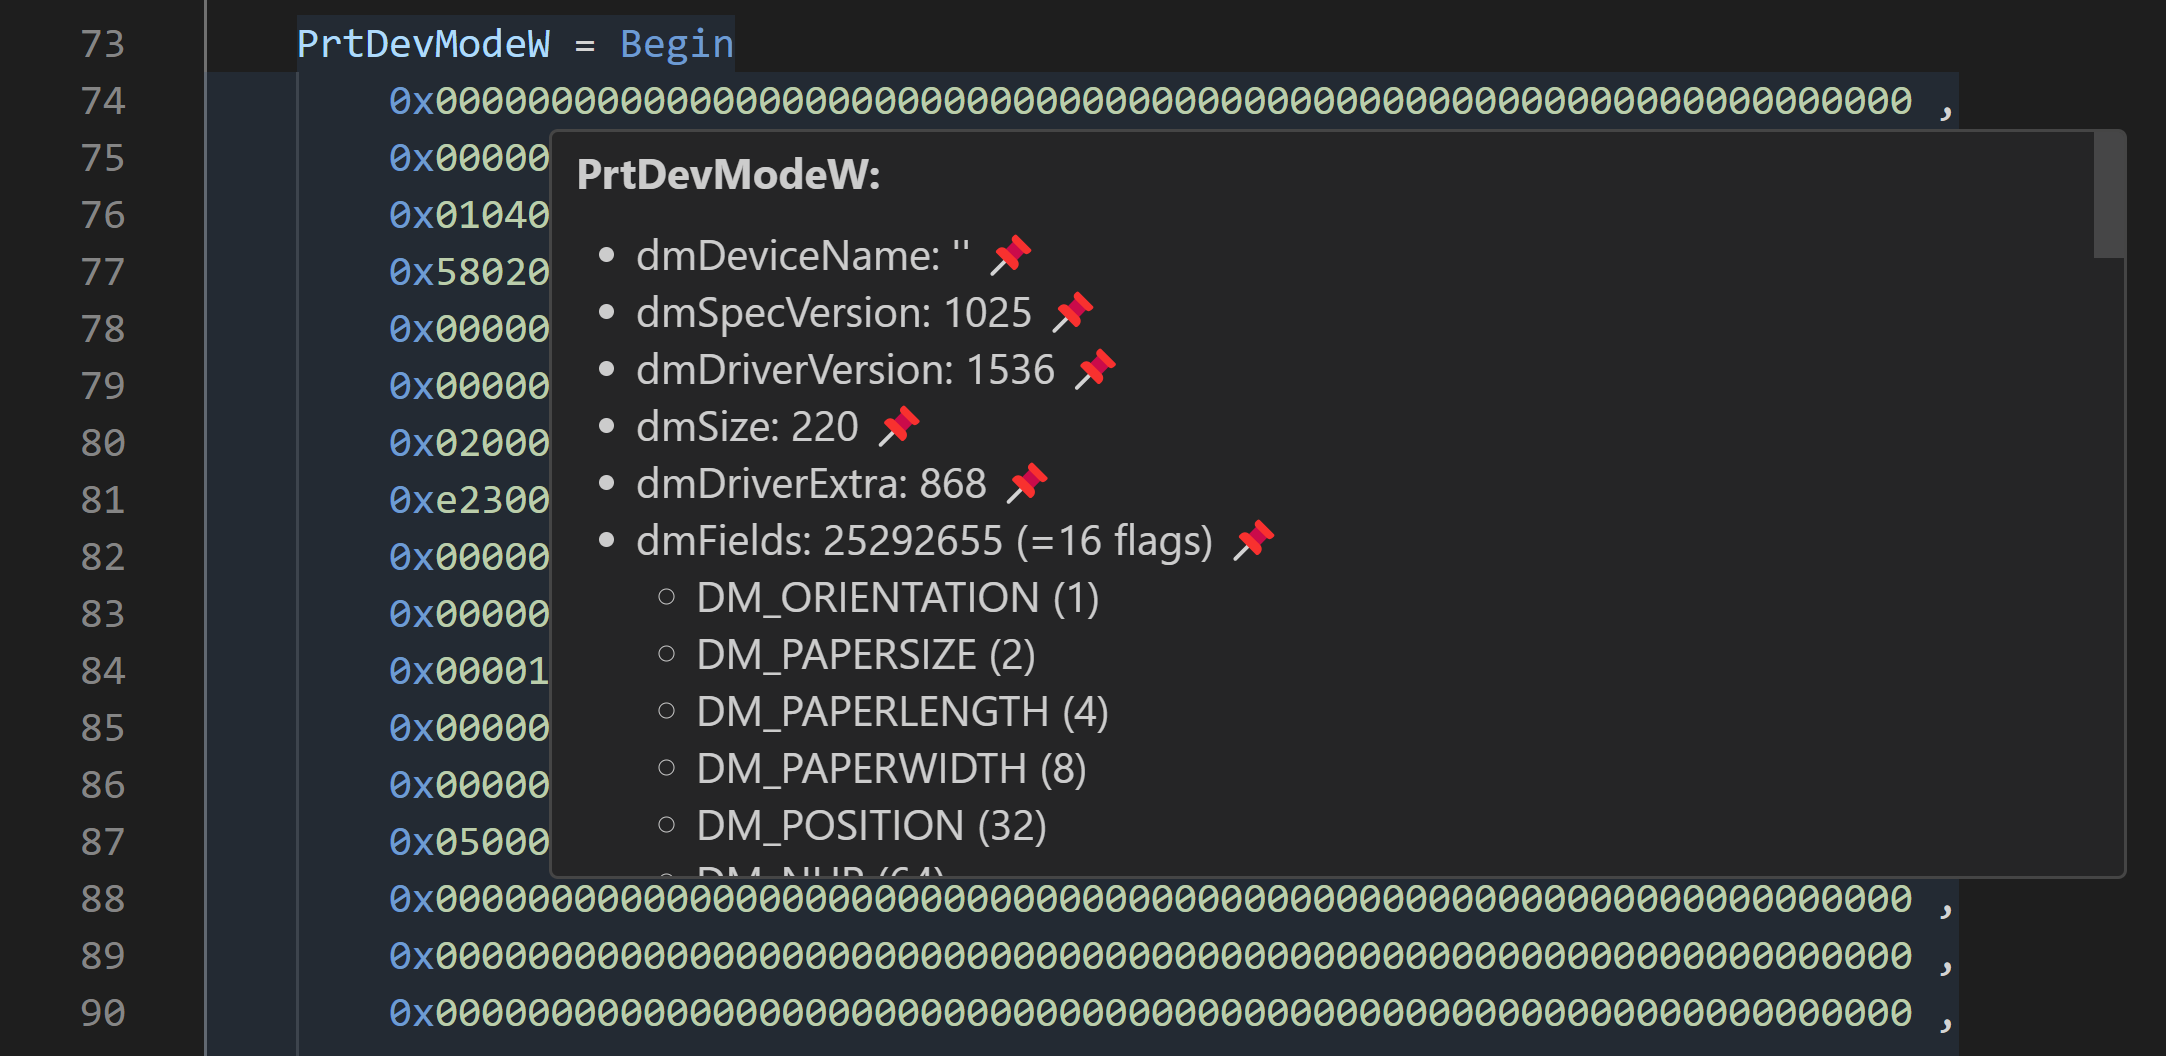 73 PrtDevModeW = Begin
74 0x0000000000000000000000000000000000000000000000000000000000000000 ,
75 0x00000
76 0x01040
77 0x58020
78 0x00000
79 0x00000
80 0x02000
81 0xe2300
82 0x00000
83 0x00000
84 0x00001
85 0x00000
86 0x00000
87 0x05000
88 0x0000000000000000000000000000000000000000000000000000000000000000 ,
89 0x0000000000000000000000000000000000000000000000000000000000000000 ,
90 0x0000000000000000000000000000000000000000000000000000000000000000 ,
PrtDevModeW:
• dmDeviceName: '' 📌
• dmSpecVersion: 1025 📌
• dmDriverVersion: 1536 📌
• dmSize: 220 📌
• dmDriverExtra: 868 📌
• dmFields: 25292655 (=16 flags) 📌
○ DM_ORIENTATION (1)
○ DM_PAPERSIZE (2)
○ DM_PAPERLENGTH (4)
○ DM_PAPERWIDTH (8)
○ DM_POSITION (32)
○ DM_NUP (64)